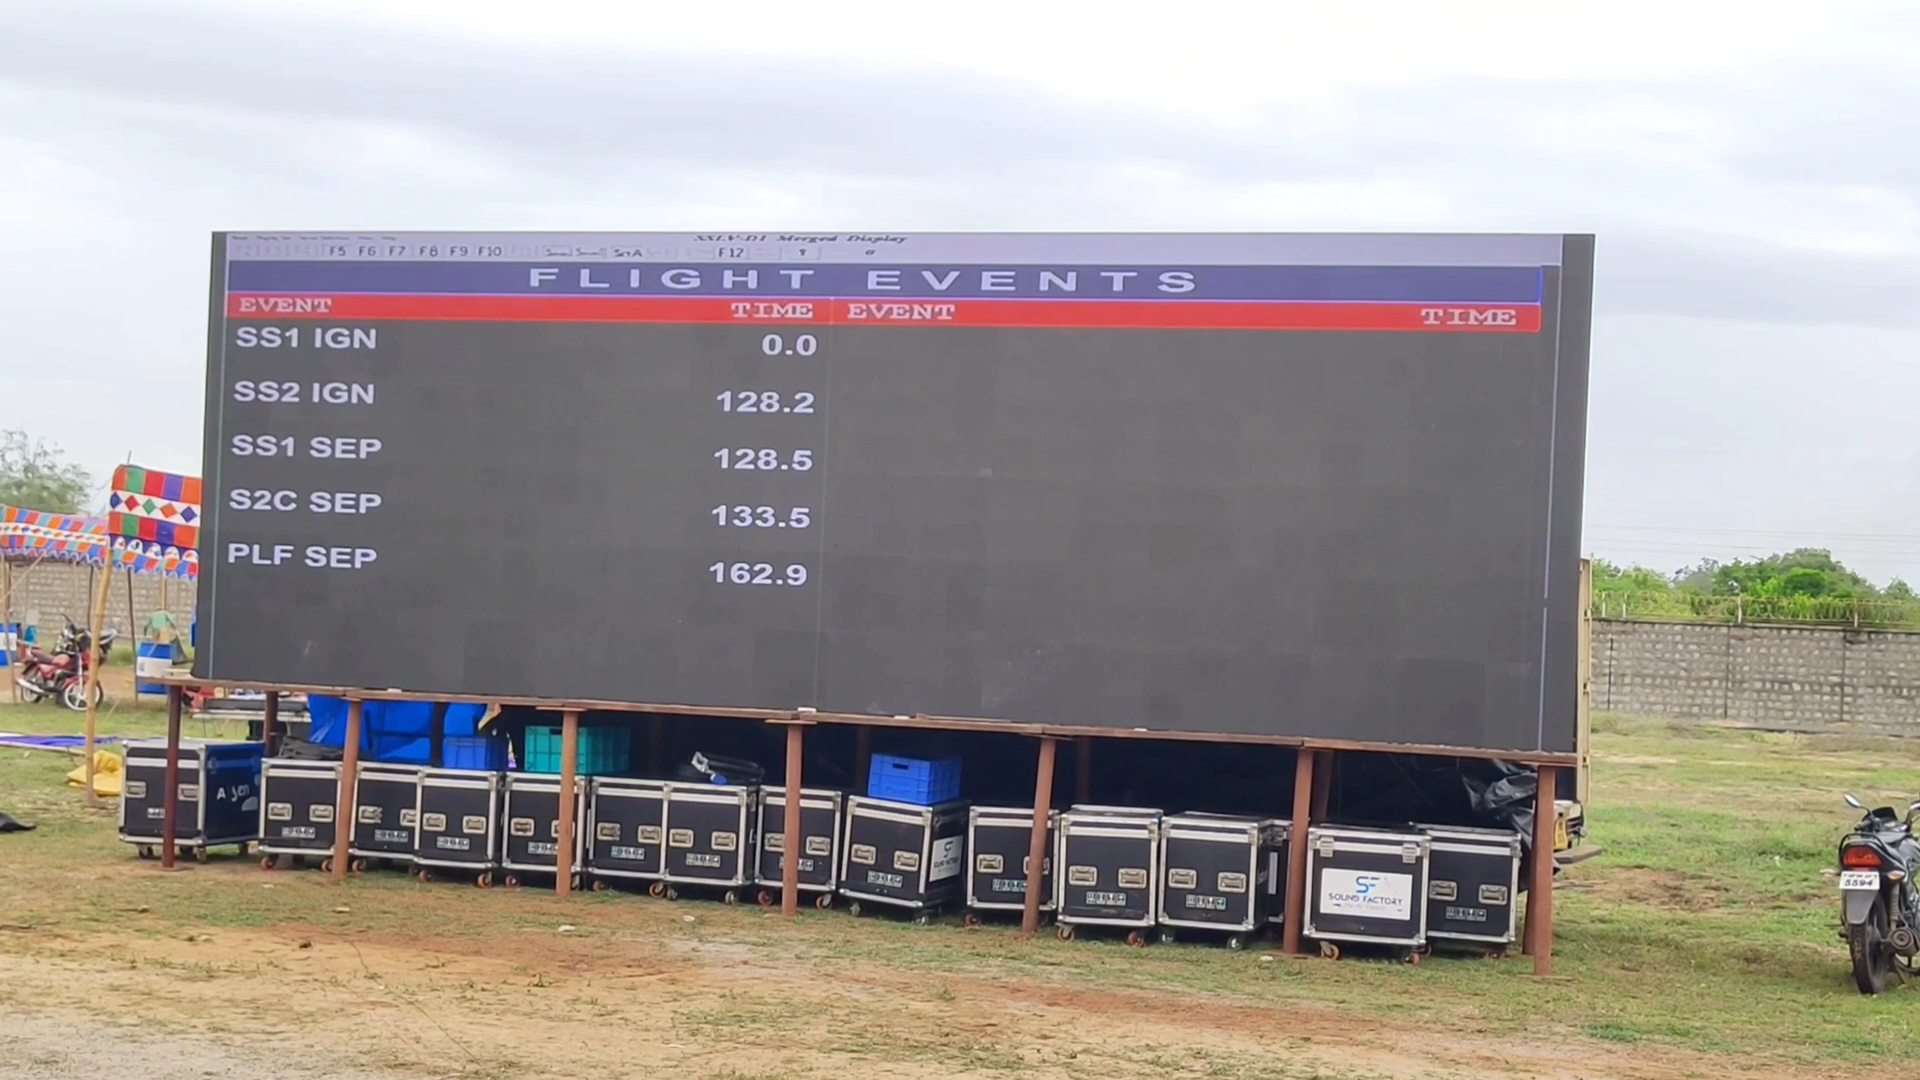 SSLV-D1 Merged Display
F5 F6 F7 F8 F9 F10 F12
FLIGHT EVENTS
EVENT TIME EVENT TIME
SS1 IGN 0.0
SS2 IGN 128.2
SS1 SEP 128.5
S2C SEP 133.5
PLF SEP 162.9
SF
SOUND FACTORY
5594